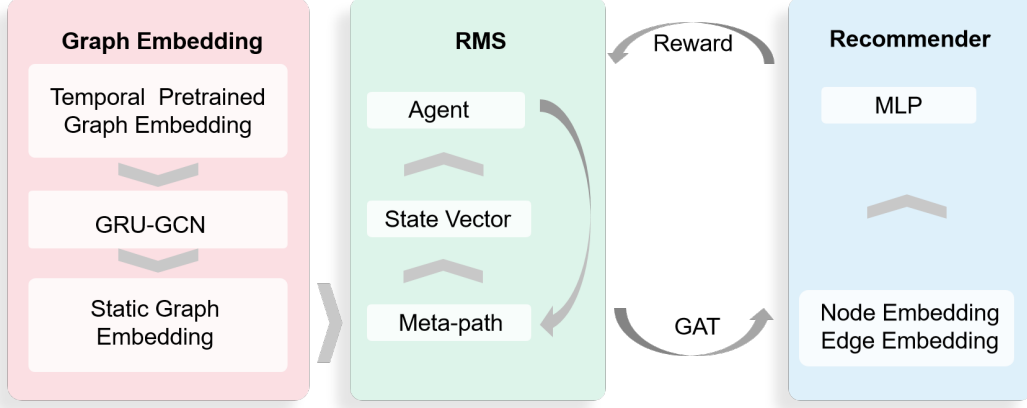 Graph Embedding
Temporal Pretrained
Graph Embedding
GRU-GCN
Static Graph
Embedding
RMS
Agent
State Vector
Meta-path
Reward
GAT
Recommender
MLP
Node Embedding
Edge Embedding